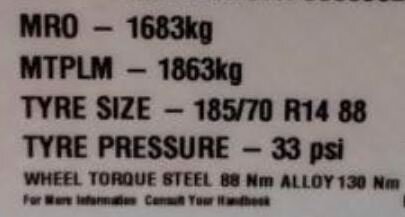 MRO – 1683kg
MTPLM – 1863kg
TYRE SIZE – 185/70 R14 88
TYRE PRESSURE – 33 psi
WHEEL TORQUE STEEL 88 Nm ALLOY 130 Nm
For More Information Consult Your Handbook